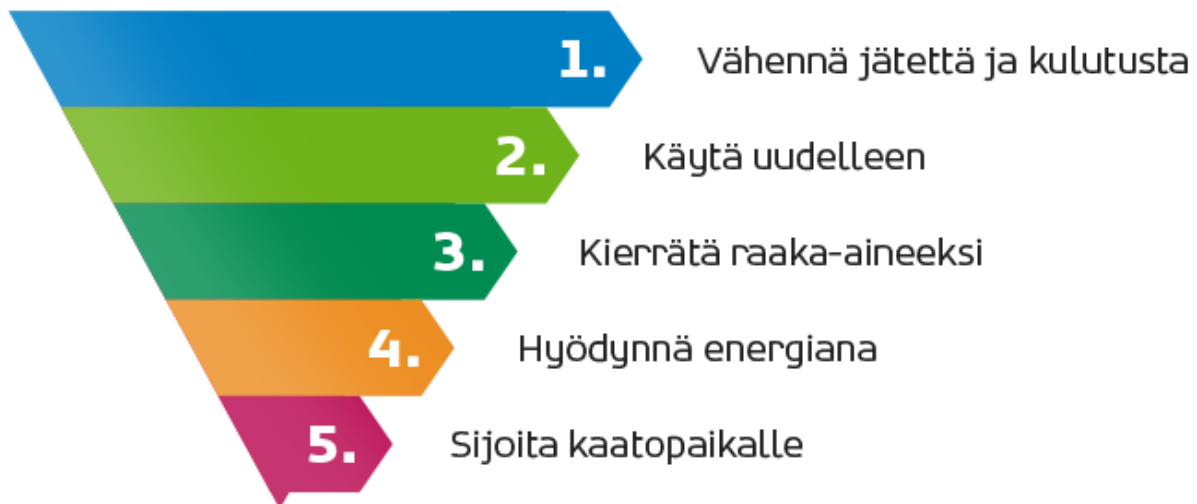 1. Vähennä jätettä ja kulutusta
2. Käytä uudelleen
3. Kierrätä raaka-aineeksi
4. Hyödynnä energiana
5. Sijoita kaatopaikalle